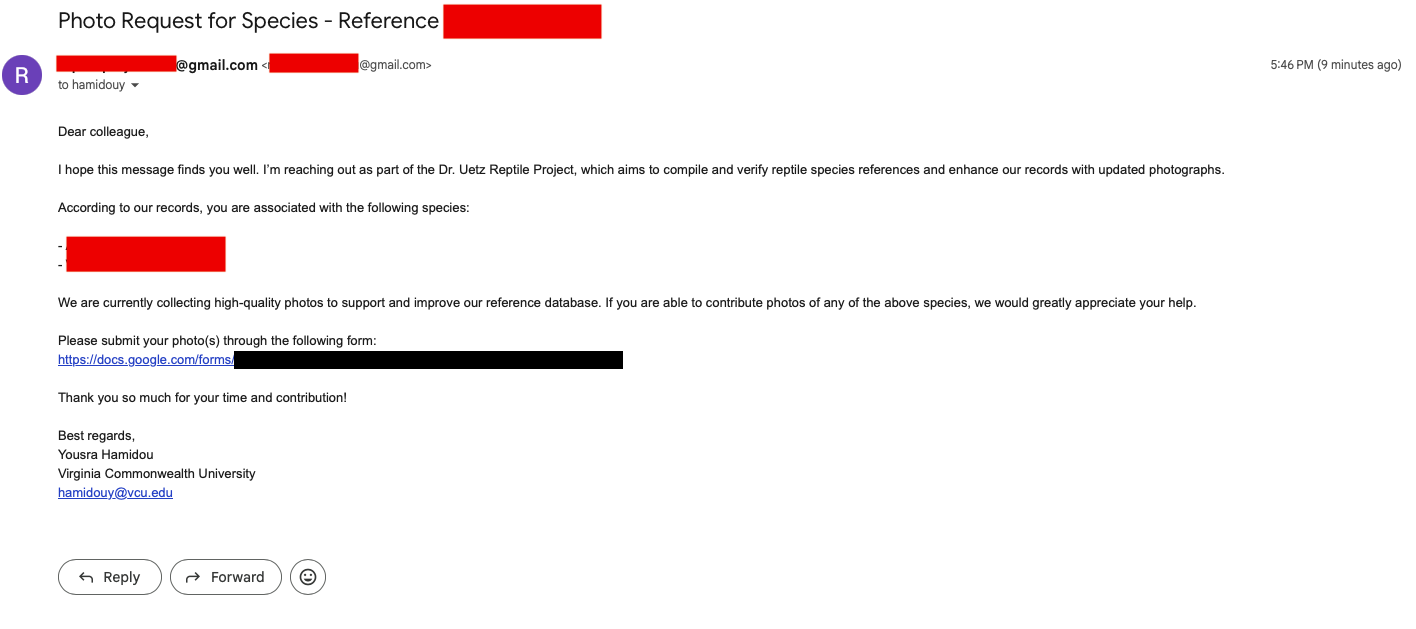 Photo Request for Species - Reference
R
@gmail.com <
@gmail.com>
5:46 PM (9 minutes ago)
to hamidouy
Dear colleague,
I hope this message finds you well. I'm reaching out as part of the Dr. Uetz Reptile Project, which aims to compile and verify reptile species references and enhance our records with updated photographs.
According to our records, you are associated with the following species:
-
-
We are currently collecting high-quality photos to support and improve our reference database. If you are able to contribute photos of any of the above species, we would greatly appreciate your help.
Please submit your photo(s) through the following form:
https://docs.google.com/forms/
Thank you so much for your time and contribution!
Best regards,
Yousra Hamidou
Virginia Commonwealth University
hamidouy@vcu.edu
Reply
Forward